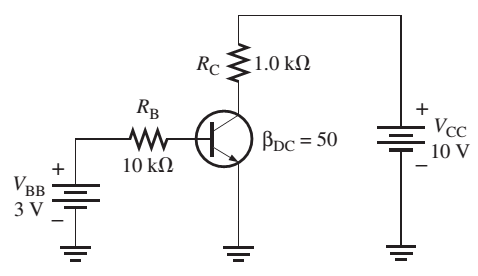 R_C 1.0 kΩ
R_B
10 kΩ
β_DC = 50
+
V_CC
10 V
−
+
V_BB
3 V
−